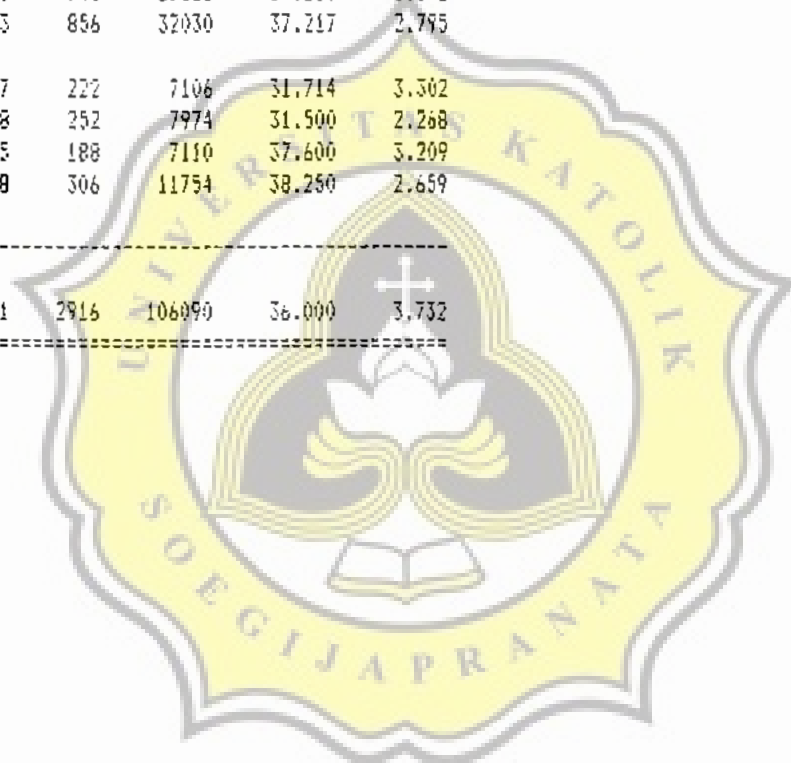 3 856 32030 37.217 2.795
7 222 7106 31.714 3.302
8 252 7974 31.500 2.268
5 188 7110 37.600 3.209
8 306 11754 38.250 2.659
1 2916 106090 36.000 3.732
UNIVERSITAS KATOLIK
SOEGIJAPRANATA